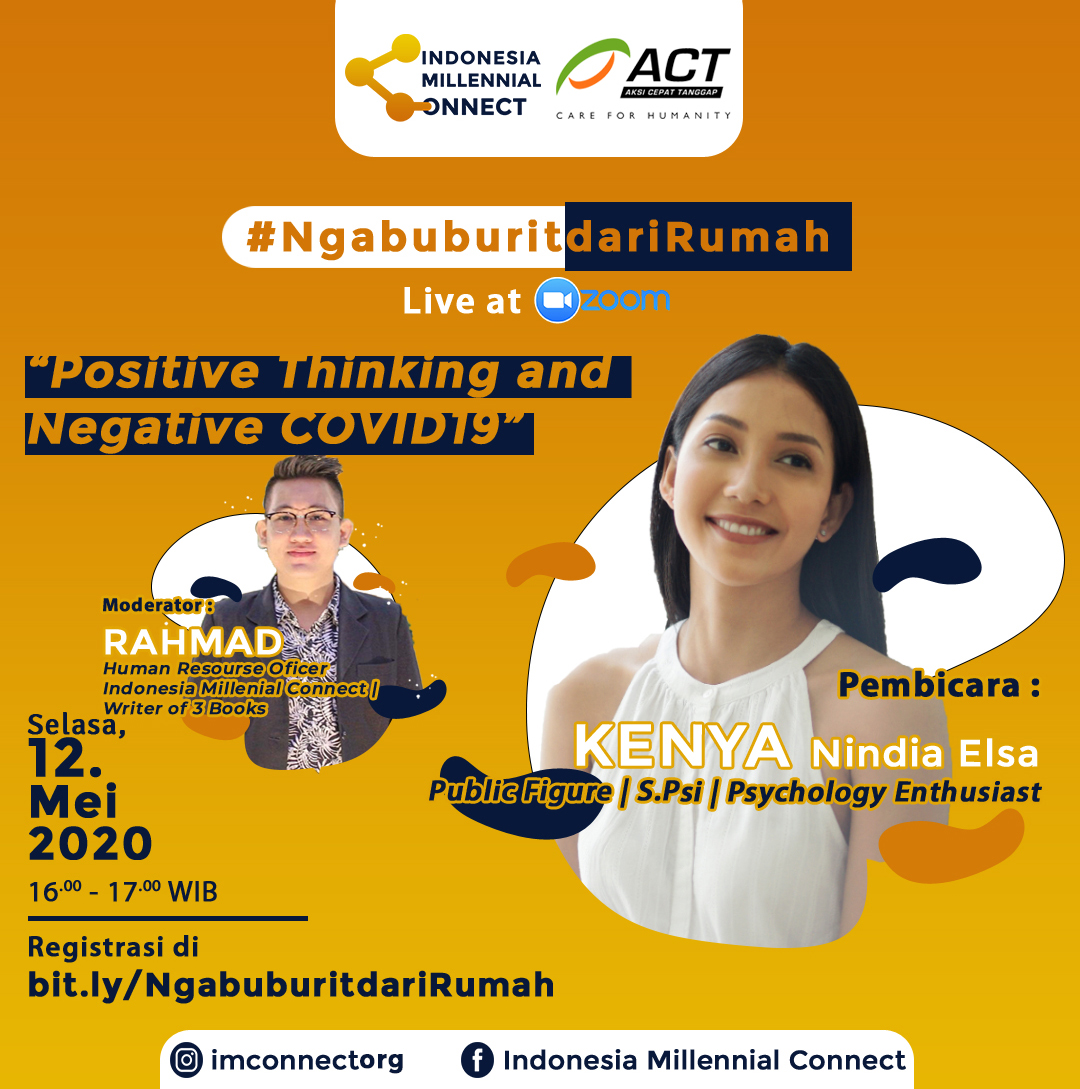 INDONESIA
MILLENNIAL
ONNECT
ACT
AKSI CEPAT TANGGAP
CARE FOR HUMANITY
#NgabuburitdariRumah
Live at zoom
“Positive Thinking and
Negative COVID19”
Moderator :
RAHMAD
Human Resourse Oficer
Indonesia Millenial Connect |
Writer of 3 Books
Pembicara :
KENYA Nindia Elsa
Public Figure | S.Psi | Psychology Enthusiast
Selasa,
12.
Mei
2020
16.00 - 17.00 WIB
Registrasi di
bit.ly/NgabuburitdariRumah
imconnectorg
Indonesia Millennial Connect